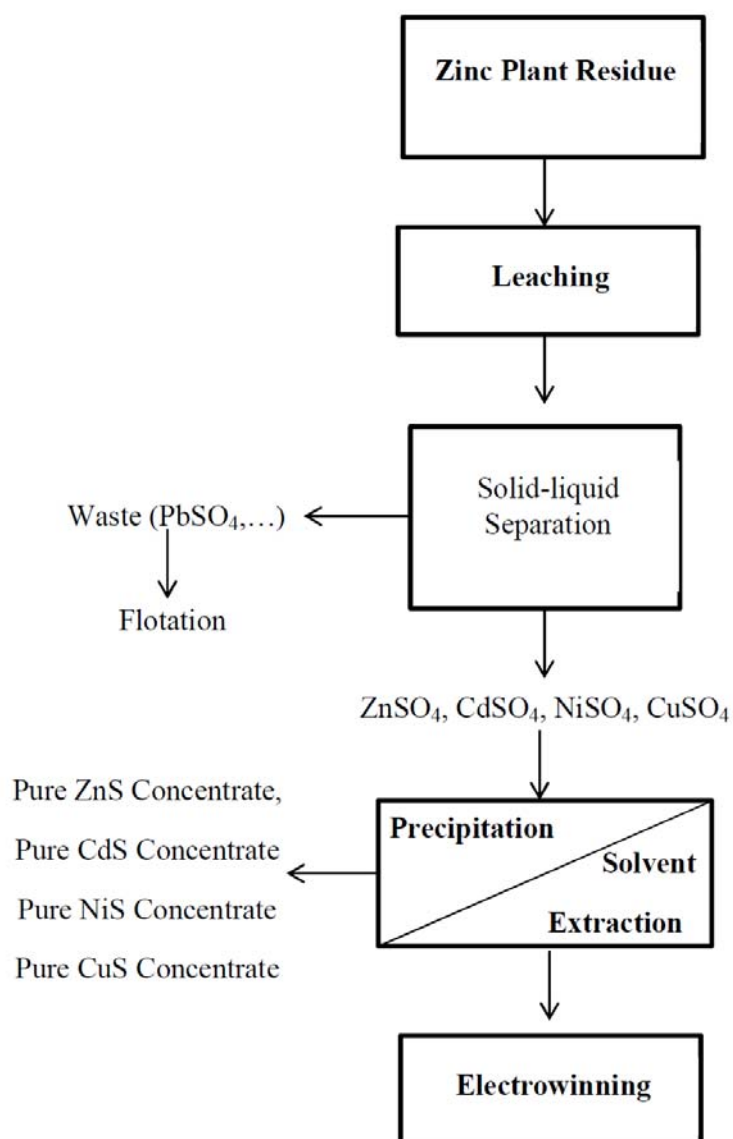 Zinc Plant Residue
Leaching
Solid-liquid
Separation
Waste (PbSO₄,...)
Flotation
ZnSO₄, CdSO₄, NiSO₄, CuSO₄
Pure ZnS Concentrate,
Pure CdS Concentrate
Pure NiS Concentrate
Pure CuS Concentrate
Precipitation
Solvent
Extraction
Electrowinning